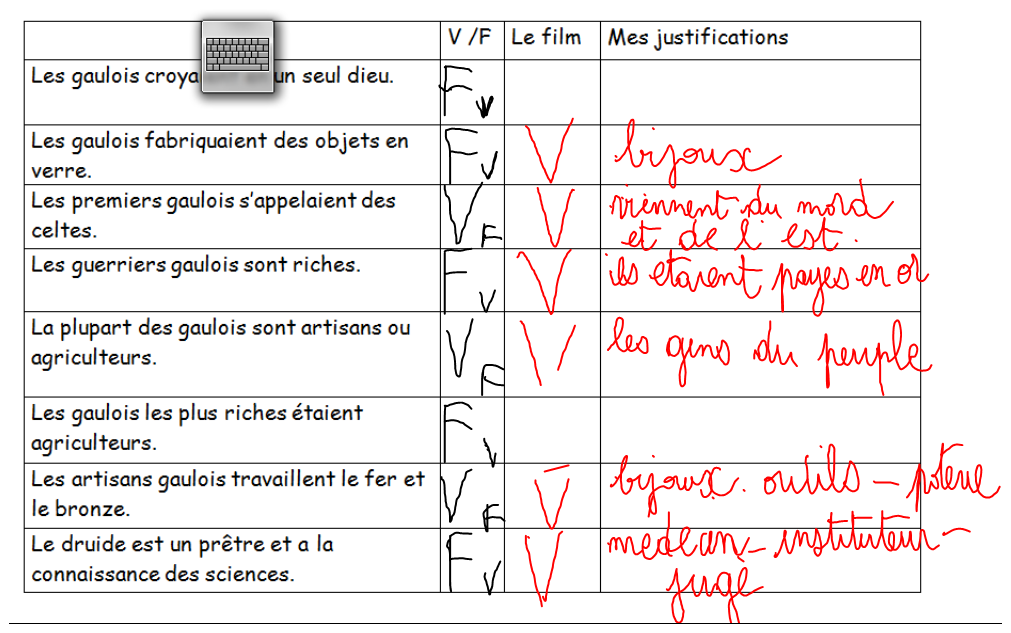 V /F Le film Mes justifications
Les gaulois croya un seul dieu. F v
Les gaulois fabriquaient des objets en F v V bijoux
verre.
Les premiers gaulois s'appelaient des V F V viennent du nord
celtes. et de l'est.
Les guerriers gaulois sont riches. F v V ils etaient payes en or
La plupart des gaulois sont artisans ou V F V les gens du peuple
agriculteurs.
Les gaulois les plus riches étaient F v
agriculteurs.
Les artisans gaulois travaillent le fer et V F V bijoux. outils – poterie
le bronze.
Le druide est un prêtre et a la F v V medecin – instituteur –
connaissance des sciences. juge